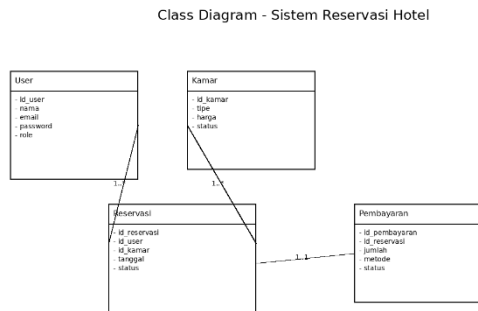 Class Diagram - Sistem Reservasi Hotel
User
- id_user
- nama
- email
- password
- role
Kamar
- id_kamar
- tipe
- harga
- status
1..*
1..*
Reservasi
- id_reservasi
- id_user
- id_kamar
- tanggal
- status
1..1
Pembayaran
- id_pembayaran
- id_reservasi
- jumlah
- metode
- status